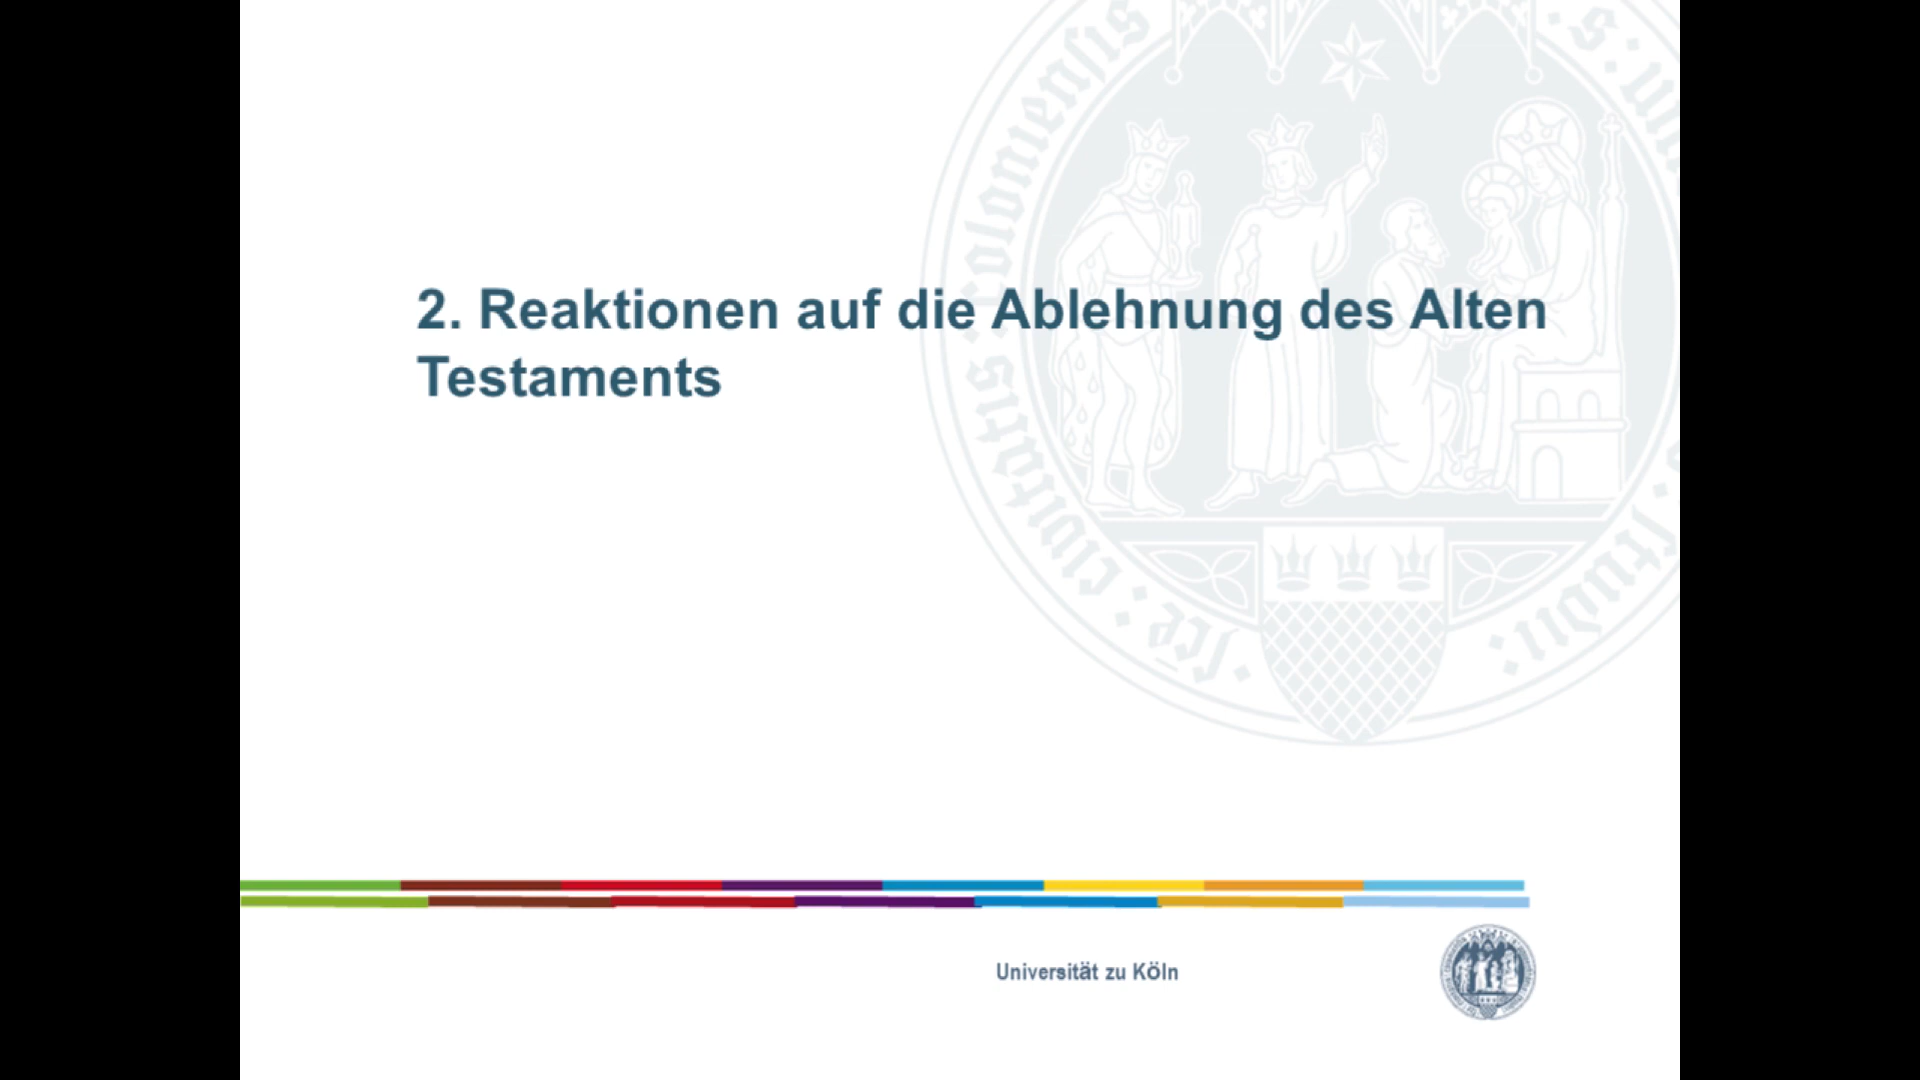 2. Reaktionen auf die Ablehnung des Alten
Testaments
Universität zu Köln